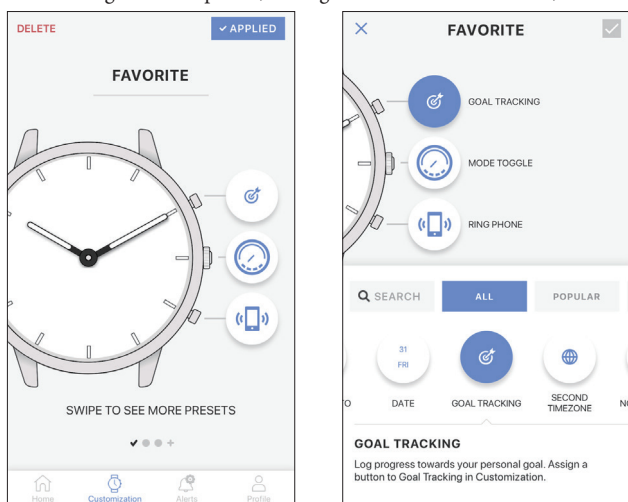 DELETE
APPLIED
FAVORITE
SWIPE TO SEE MORE PRESETS
Home
Customization
Alerts
Profile
FAVORITE
GOAL TRACKING
MODE TOGGLE
RING PHONE
SEARCH
ALL
POPULAR
31
FRI
DATE
GOAL TRACKING
SECOND
TIMEZONE
GOAL TRACKING
Log progress towards your personal goal. Assign a
button to Goal Tracking in Customization.